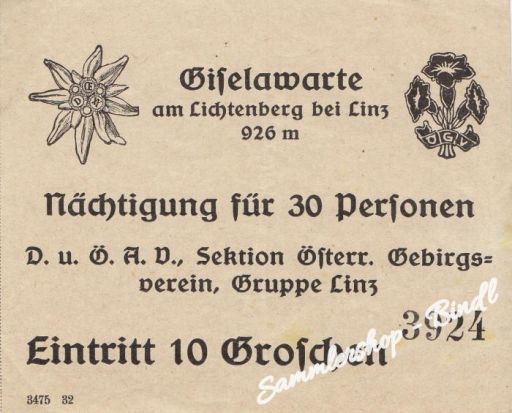 Giselawarte
am Lichtenberg bei Linz
926 m
ÖGV
Nächtigung für 30 Personen
D. u. Ö. A. V., Sektion Österr. Gebirgs=
verein, Gruppe Linz
3924
Eintritt 10 Groschen
Sammlershop - Bindl
3475 32